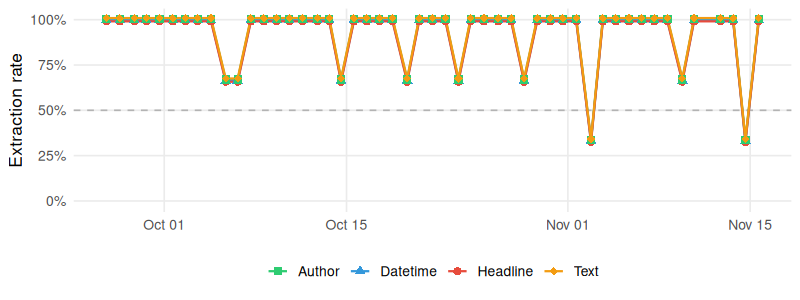 Extraction rate
100%
75%
50%
25%
0%
Oct 01 Oct 15 Nov 01 Nov 15
Author Datetime Headline Text